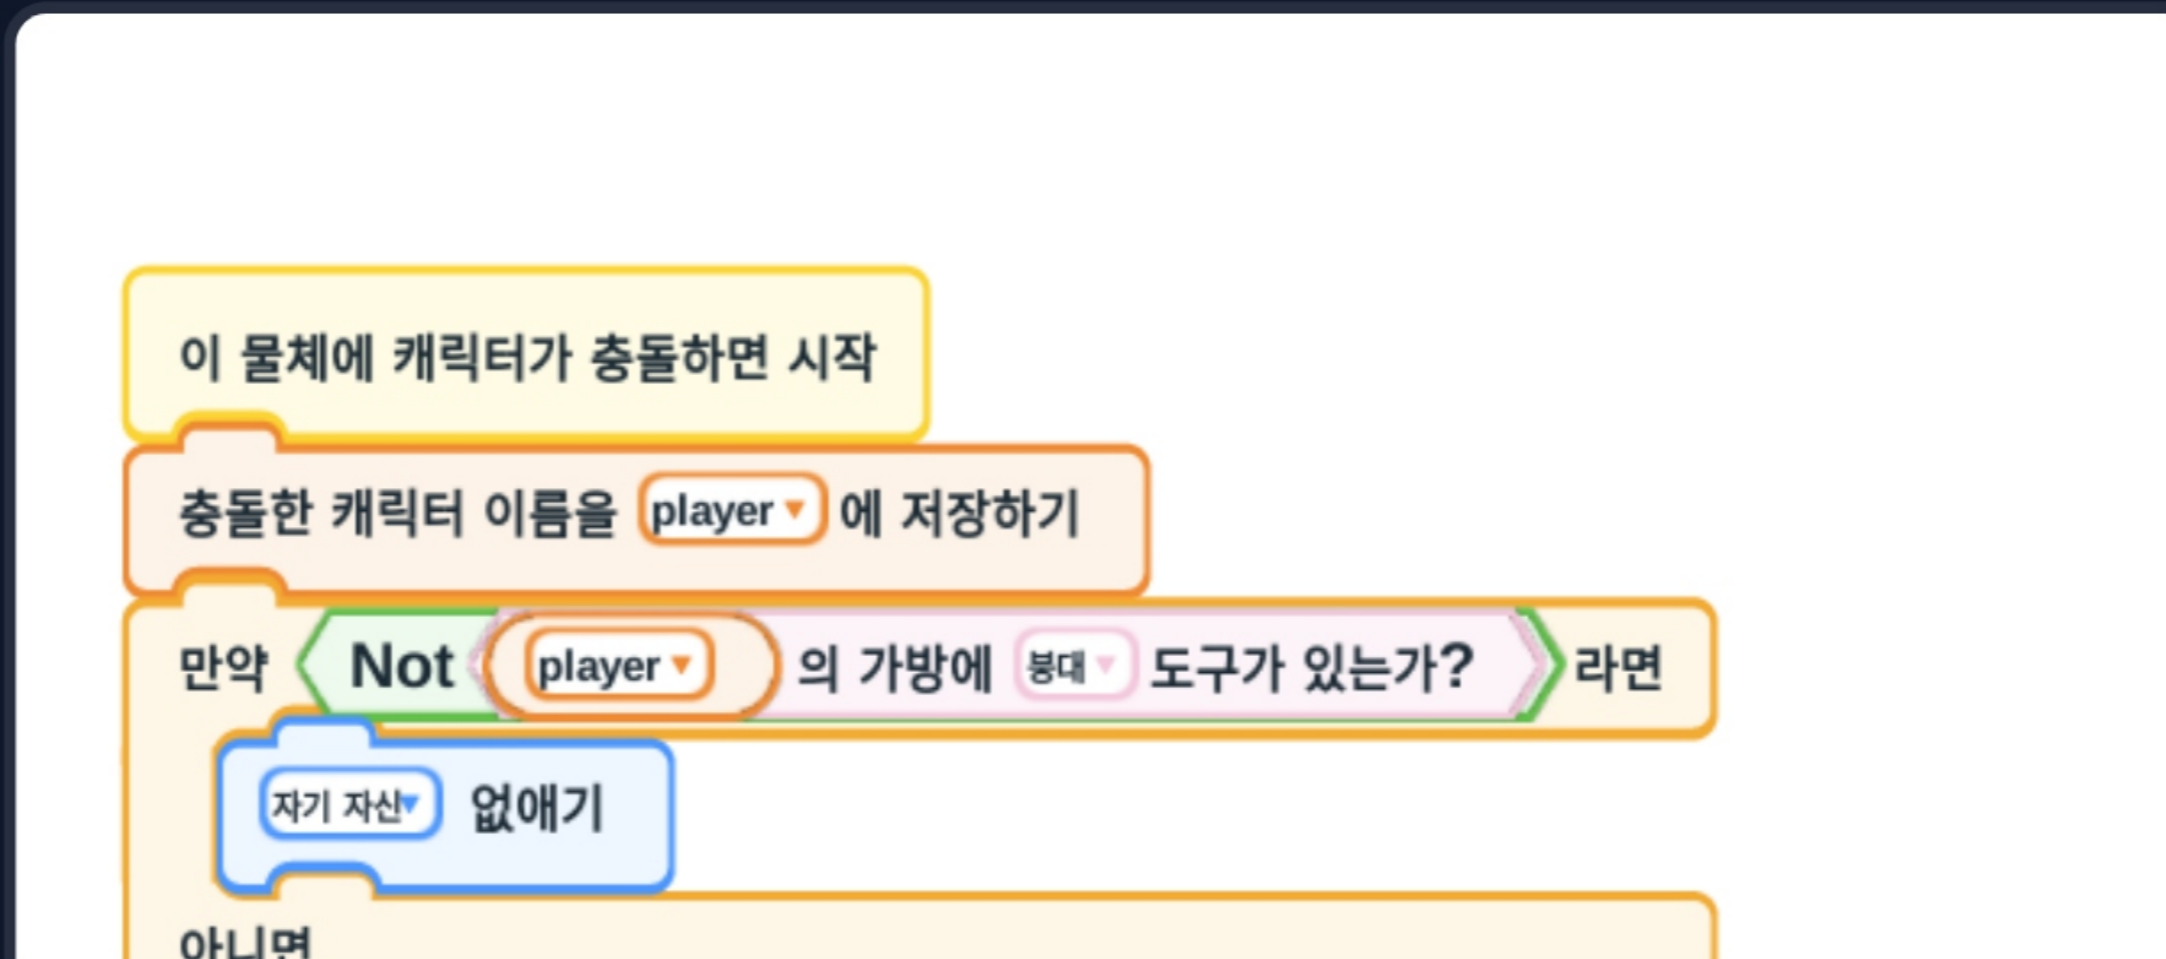 이 물체에 캐릭터가 충돌하면 시작
충돌한 캐릭터 이름을 player 에 저장하기
만약 Not player 의 가방에 붕대 도구가 있는가? 라면
자기 자신 없애기
아니면